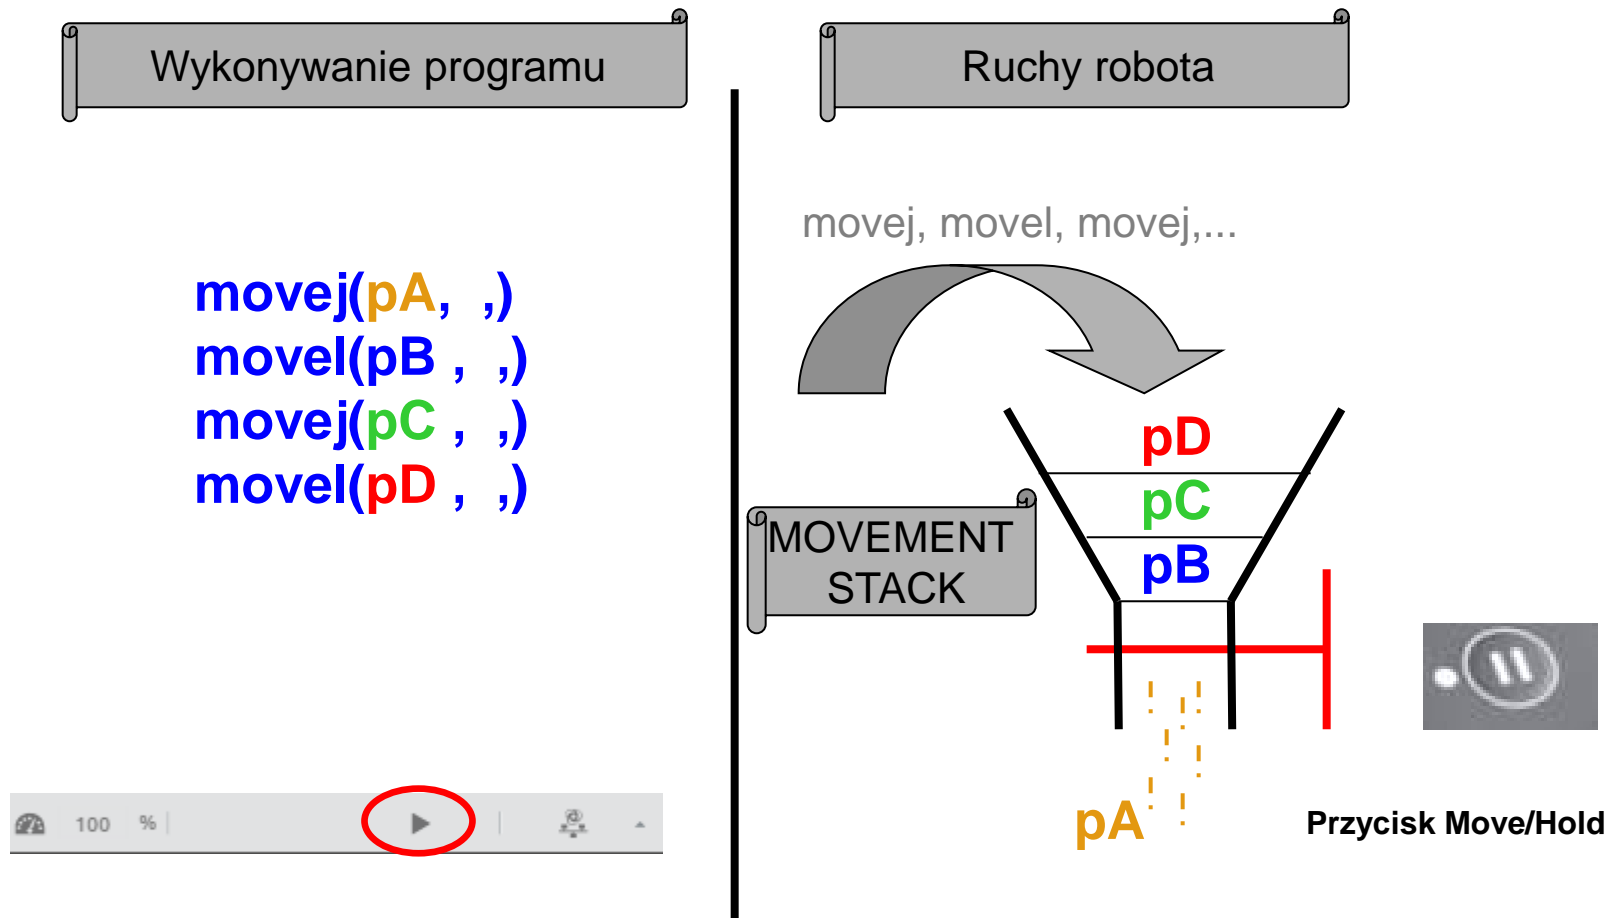 Wykonywanie programu
Ruchy robota
movej, movel, movej,...
movej(pA, ,)
movel(pB , ,)
movej(pC , ,)
movel(pD , ,)
pD
pC
pB
MOVEMENT
STACK
pA
Przycisk Move/Hold
100 %